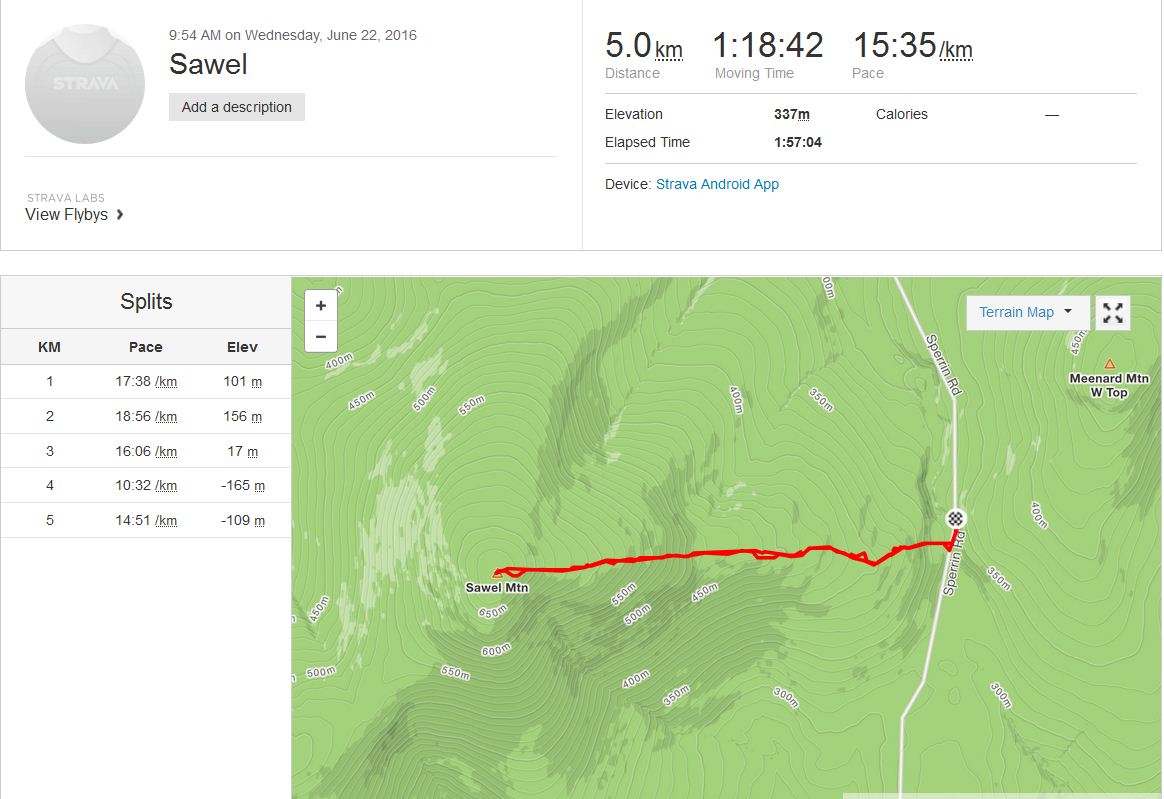 STRAVA
9:54 AM on Wednesday, June 22, 2016
Sawel
Add a description
STRAVA LABS
View Flybys
5.0 km 1:18:42 15:35/km
Distance Moving Time Pace
Elevation 337m Calories —
Elapsed Time 1:57:04
Device: Strava Android App
Splits
KM Pace Elev
1 17:38 /km 101 m
2 18:56 /km 156 m
3 16:06 /km 17 m
4 10:32 /km -165 m
5 14:51 /km -109 m
+
−
Terrain Map
400m
450m
500m
550m
400m
350m
450m
Sperrin Rd
Meenard Mtn
W Top
400m
Sperrin Rd
350m
Sawel Mtn
650m
600m
550m
500m
450m
450m
500m
550m
400m
350m
300m
300m